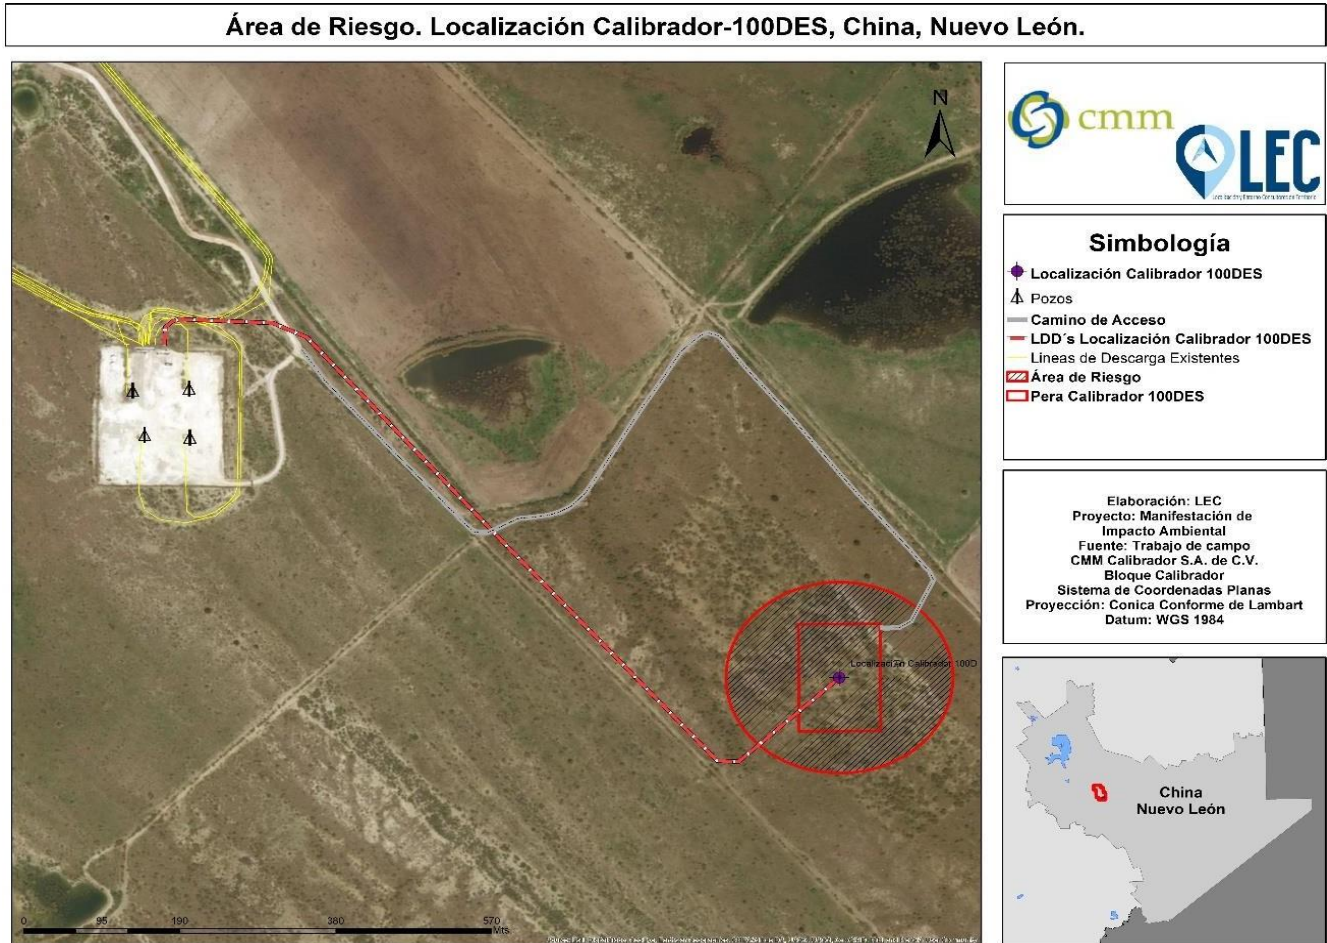 Área de Riesgo. Localización Calibrador-100DES, China, Nuevo León.
N
cmm
LEC
Simbología
Localización Calibrador 100DES
Pozos
Camino de Acceso
LDD´s Localización Calibrador 100DES
Lineas de Descarga Existentes
Área de Riesgo
Pera Calibrador 100DES
Elaboración: LEC
Proyecto: Manifestación de
Impacto Ambiental
Fuente: Trabajo de campo
CMM Calibrador S.A. de C.V.
Bloque Calibrador
Sistema de Coordenadas Planas
Proyección: Conica Conforme de Lambart
Datum: WGS 1984
Localización Calibrador 100D
China
Nuevo León
0 95 190 380 570
Mts